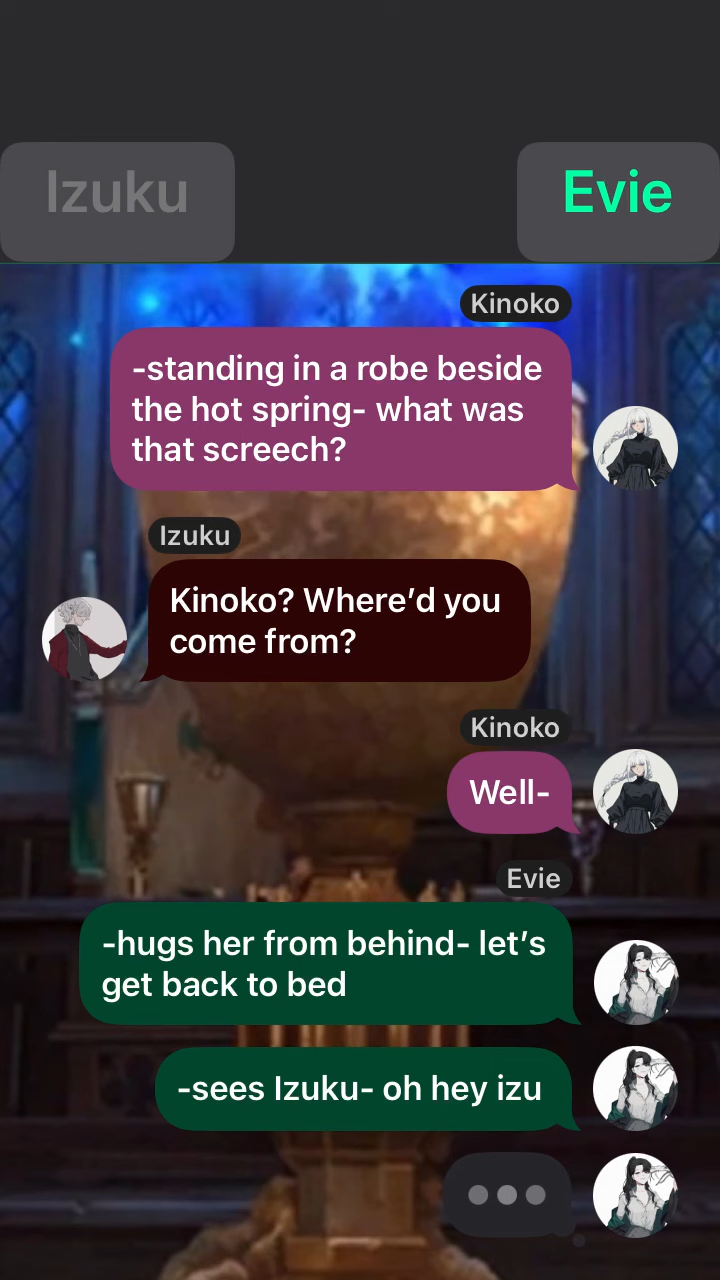 Izuku
Evie
Kinoko
-standing in a robe beside
the hot spring- what was
that screech?
Izuku
Kinoko? Where’d you
come from?
Kinoko
Well-
Evie
-hugs her from behind- let’s
get back to bed
-sees Izuku- oh hey izu